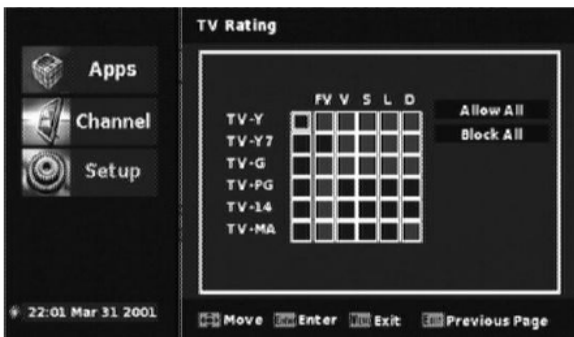 TV Rating
Apps
Channel
Setup
FV V S L D
TV-Y
TV-Y7
TV-G
TV-PG
TV-14
TV-MA
Allow All
Block All
22:01 Mar 31 2001
Move Enter Exit Previous Page